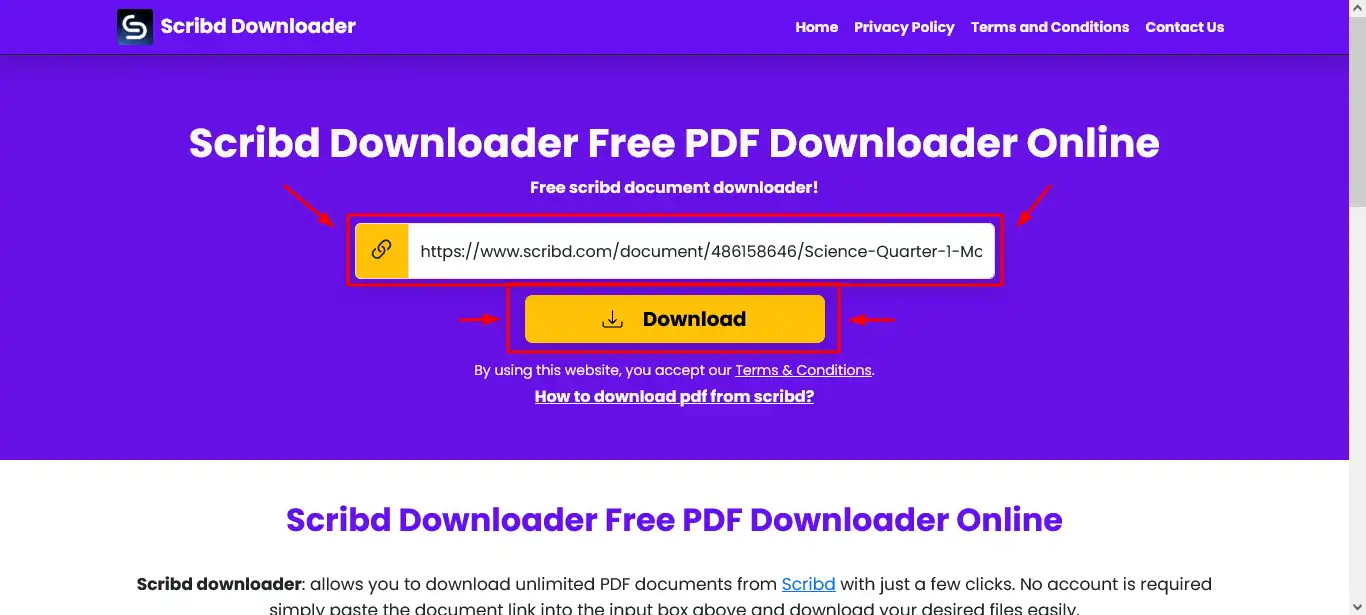 Scribd Downloader
Home Privacy Policy Terms and Conditions Contact Us
Scribd Downloader Free PDF Downloader Online
Free scribd document downloader!
https://www.scribd.com/document/486158646/Science-Quarter-1-Mo
Download
By using this website, you accept our Terms & Conditions.
How to download pdf from scribd?
Scribd Downloader Free PDF Downloader Online
Scribd downloader: allows you to download unlimited PDF documents from Scribd with just a few clicks. No account is required
simply paste the document link into the input box above and download your desired files easily.